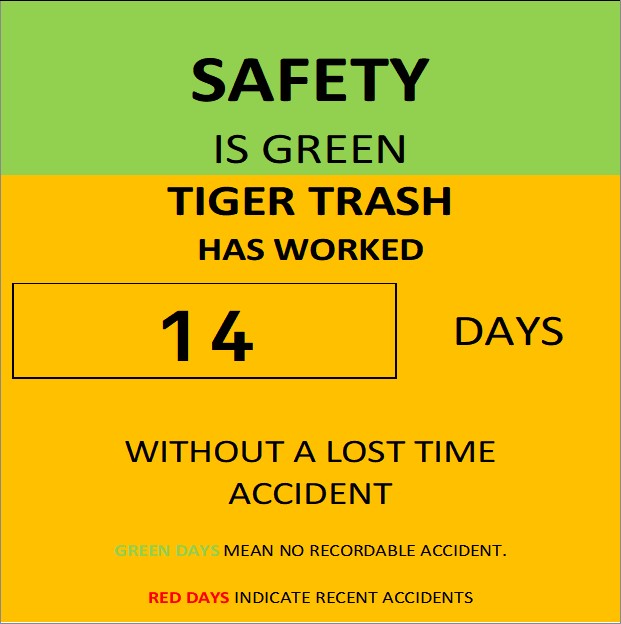 SAFETY
IS GREEN
TIGER TRASH
HAS WORKED
14 DAYS
WITHOUT A LOST TIME
ACCIDENT
GREEN DAYS MEAN NO RECORDABLE ACCIDENT.
RED DAYS INDICATE RECENT ACCIDENTS